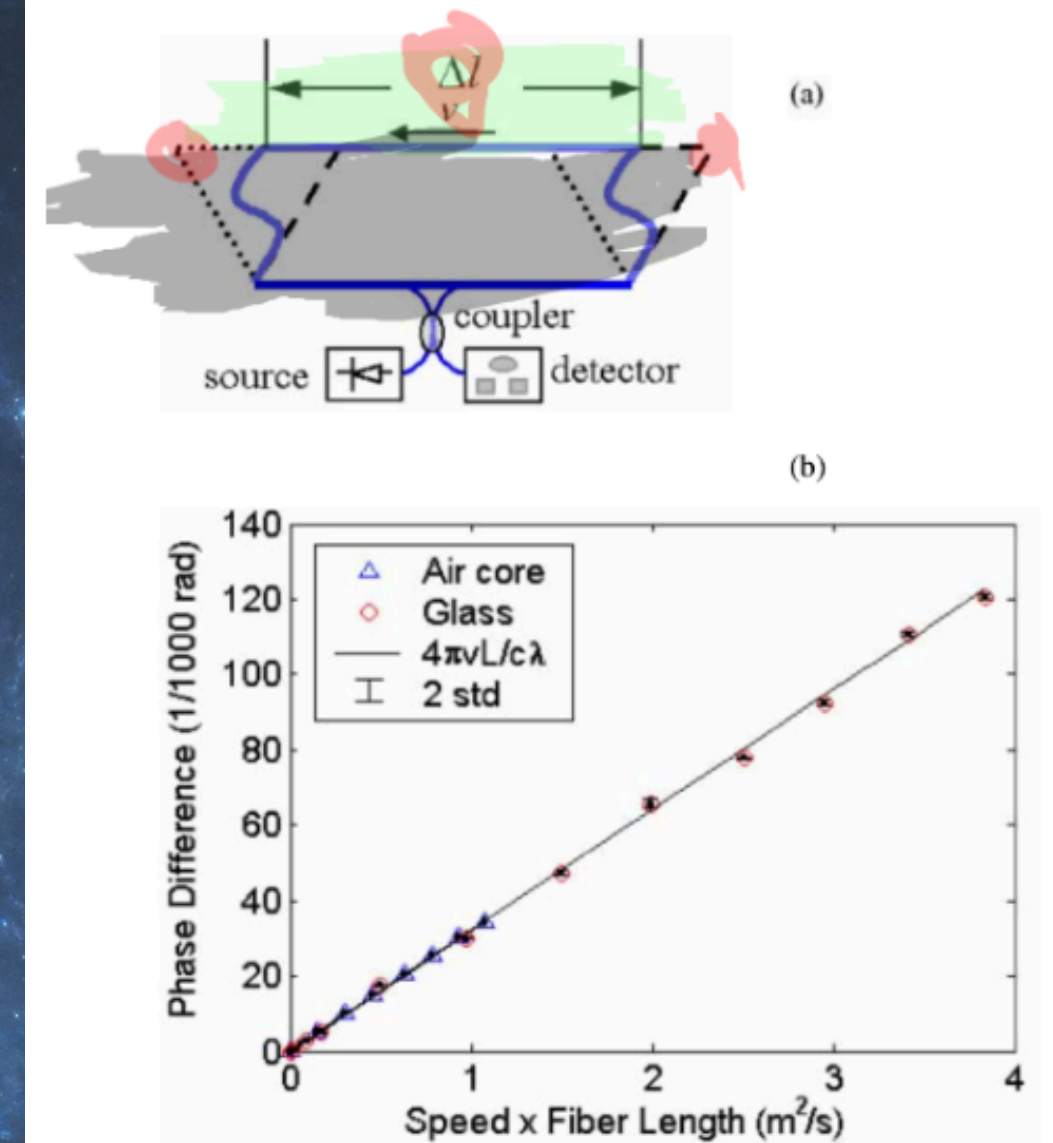 (a)
Δl
v
coupler
source
detector
(b)
140
120
100
80
60
40
20
0
Phase Difference (1/1000 rad)
Air core
Glass
4πvL/cλ
2 std
0 1 2 3 4
Speed x Fiber Length (m²/s)